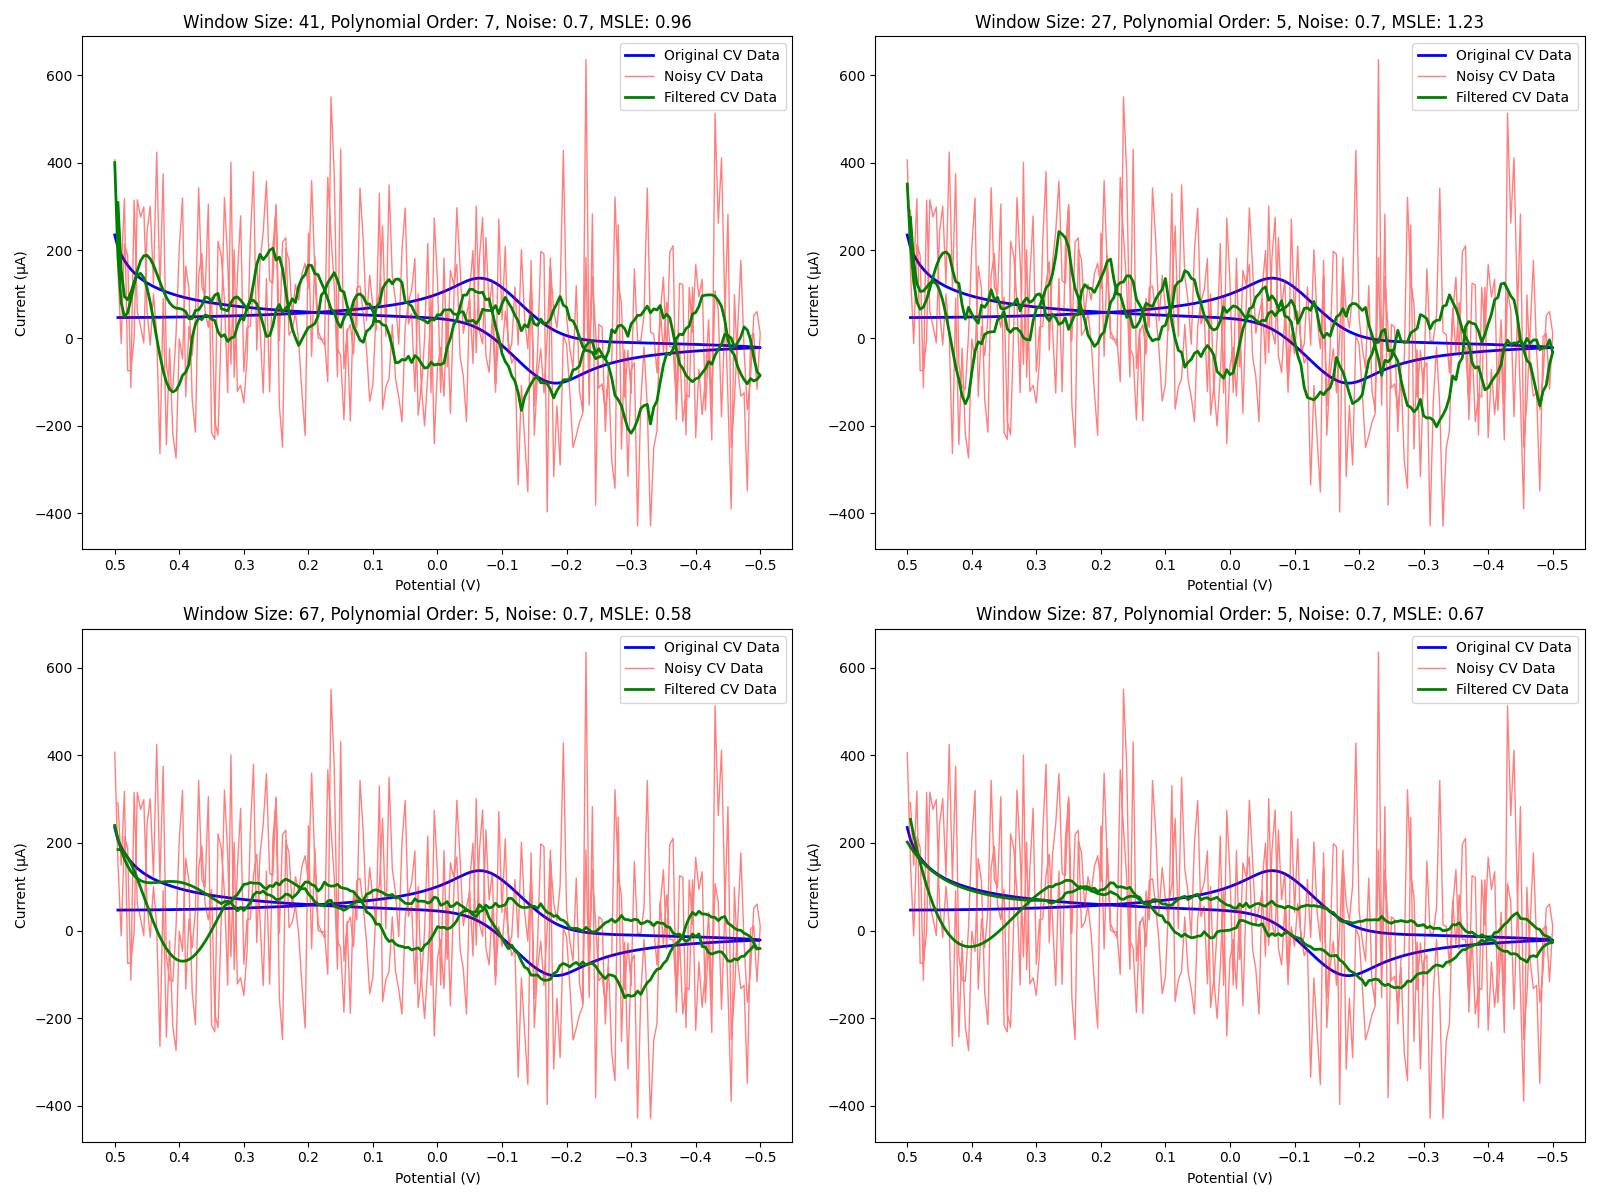 Window Size: 41, Polynomial Order: 7, Noise: 0.7, MSLE: 0.96
Original CV Data
Noisy CV Data
Filtered CV Data
Current (μA)
600
400
200
0
−200
−400
0.5 0.4 0.3 0.2 0.1 0.0 −0.1 −0.2 −0.3 −0.4 −0.5
Potential (V)
Window Size: 27, Polynomial Order: 5, Noise: 0.7, MSLE: 1.23
Original CV Data
Noisy CV Data
Filtered CV Data
Current (μA)
600
400
200
0
−200
−400
0.5 0.4 0.3 0.2 0.1 0.0 −0.1 −0.2 −0.3 −0.4 −0.5
Potential (V)
Window Size: 67, Polynomial Order: 5, Noise: 0.7, MSLE: 0.58
Original CV Data
Noisy CV Data
Filtered CV Data
Current (μA)
600
400
200
0
−200
−400
0.5 0.4 0.3 0.2 0.1 0.0 −0.1 −0.2 −0.3 −0.4 −0.5
Potential (V)
Window Size: 87, Polynomial Order: 5, Noise: 0.7, MSLE: 0.67
Original CV Data
Noisy CV Data
Filtered CV Data
Current (μA)
600
400
200
0
−200
−400
0.5 0.4 0.3 0.2 0.1 0.0 −0.1 −0.2 −0.3 −0.4 −0.5
Potential (V)